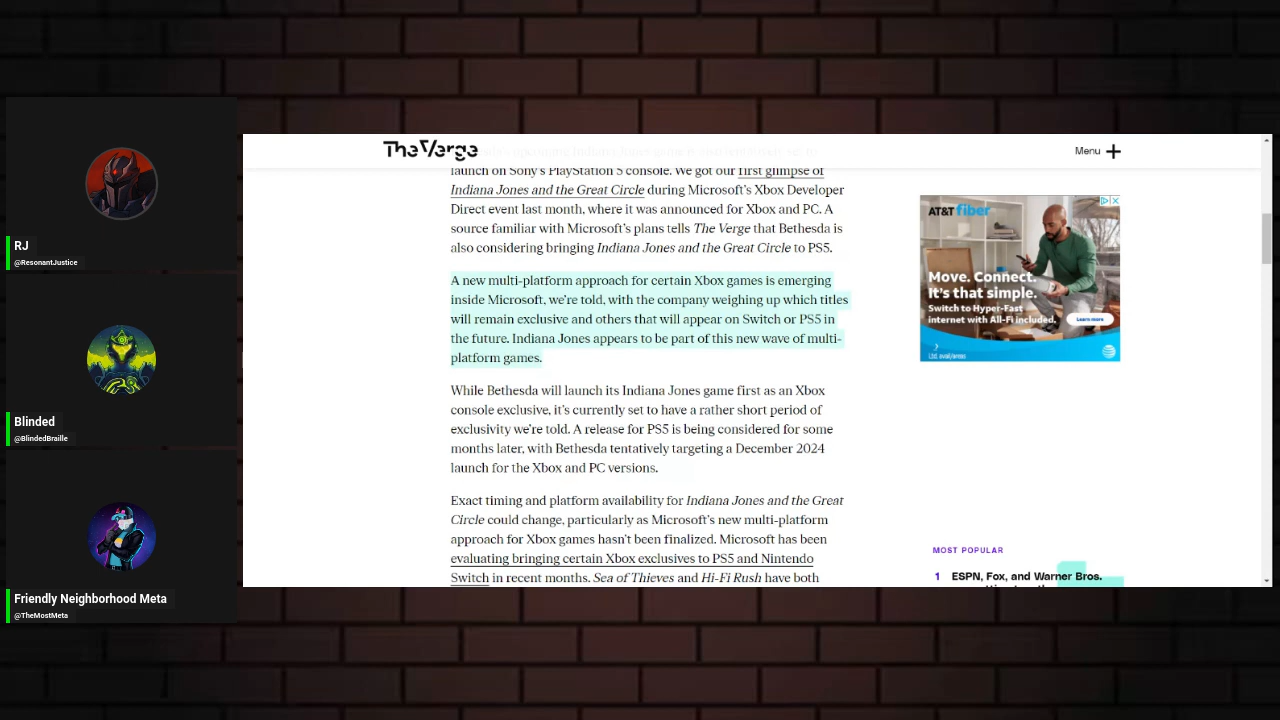 RJ
@ResonantJustice
Blinded
@BlindedBraille
Friendly Neighborhood Meta
@TheMostMeta
TheVerge
Menu
launch on Sony's PlayStation 5 console. We got our first glimpse of
Indiana Jones and the Great Circle during Microsoft's Xbox Developer
Direct event last month, where it was announced for Xbox and PC. A
source familiar with Microsoft's plans tells The Verge that Bethesda is
also considering bringing Indiana Jones and the Great Circle to PS5.
A new multi-platform approach for certain Xbox games is emerging
inside Microsoft, we're told, with the company weighing up which titles
will remain exclusive and others that will appear on Switch or PS5 in
the future. Indiana Jones appears to be part of this new wave of multi-
platform games.
While Bethesda will launch its Indiana Jones game first as an Xbox
console exclusive, it's currently set to have a rather short period of
exclusivity we're told. A release for PS5 is being considered for some
months later, with Bethesda tentatively targeting a December 2024
launch for the Xbox and PC versions.
Exact timing and platform availability for Indiana Jones and the Great
Circle could change, particularly as Microsoft's new multi-platform
approach for Xbox games hasn't been finalized. Microsoft has been
evaluating bringing certain Xbox exclusives to PS5 and Nintendo
Switch in recent months. Sea of Thieves and Hi-Fi Rush have both
AT&T fiber
Move. Connect.
It's that simple.
Switch to Hyper-Fast
internet with All-Fi included.
Learn more
Ltd. avail/areas
MOST POPULAR
1 ESPN, Fox, and Warner Bros.